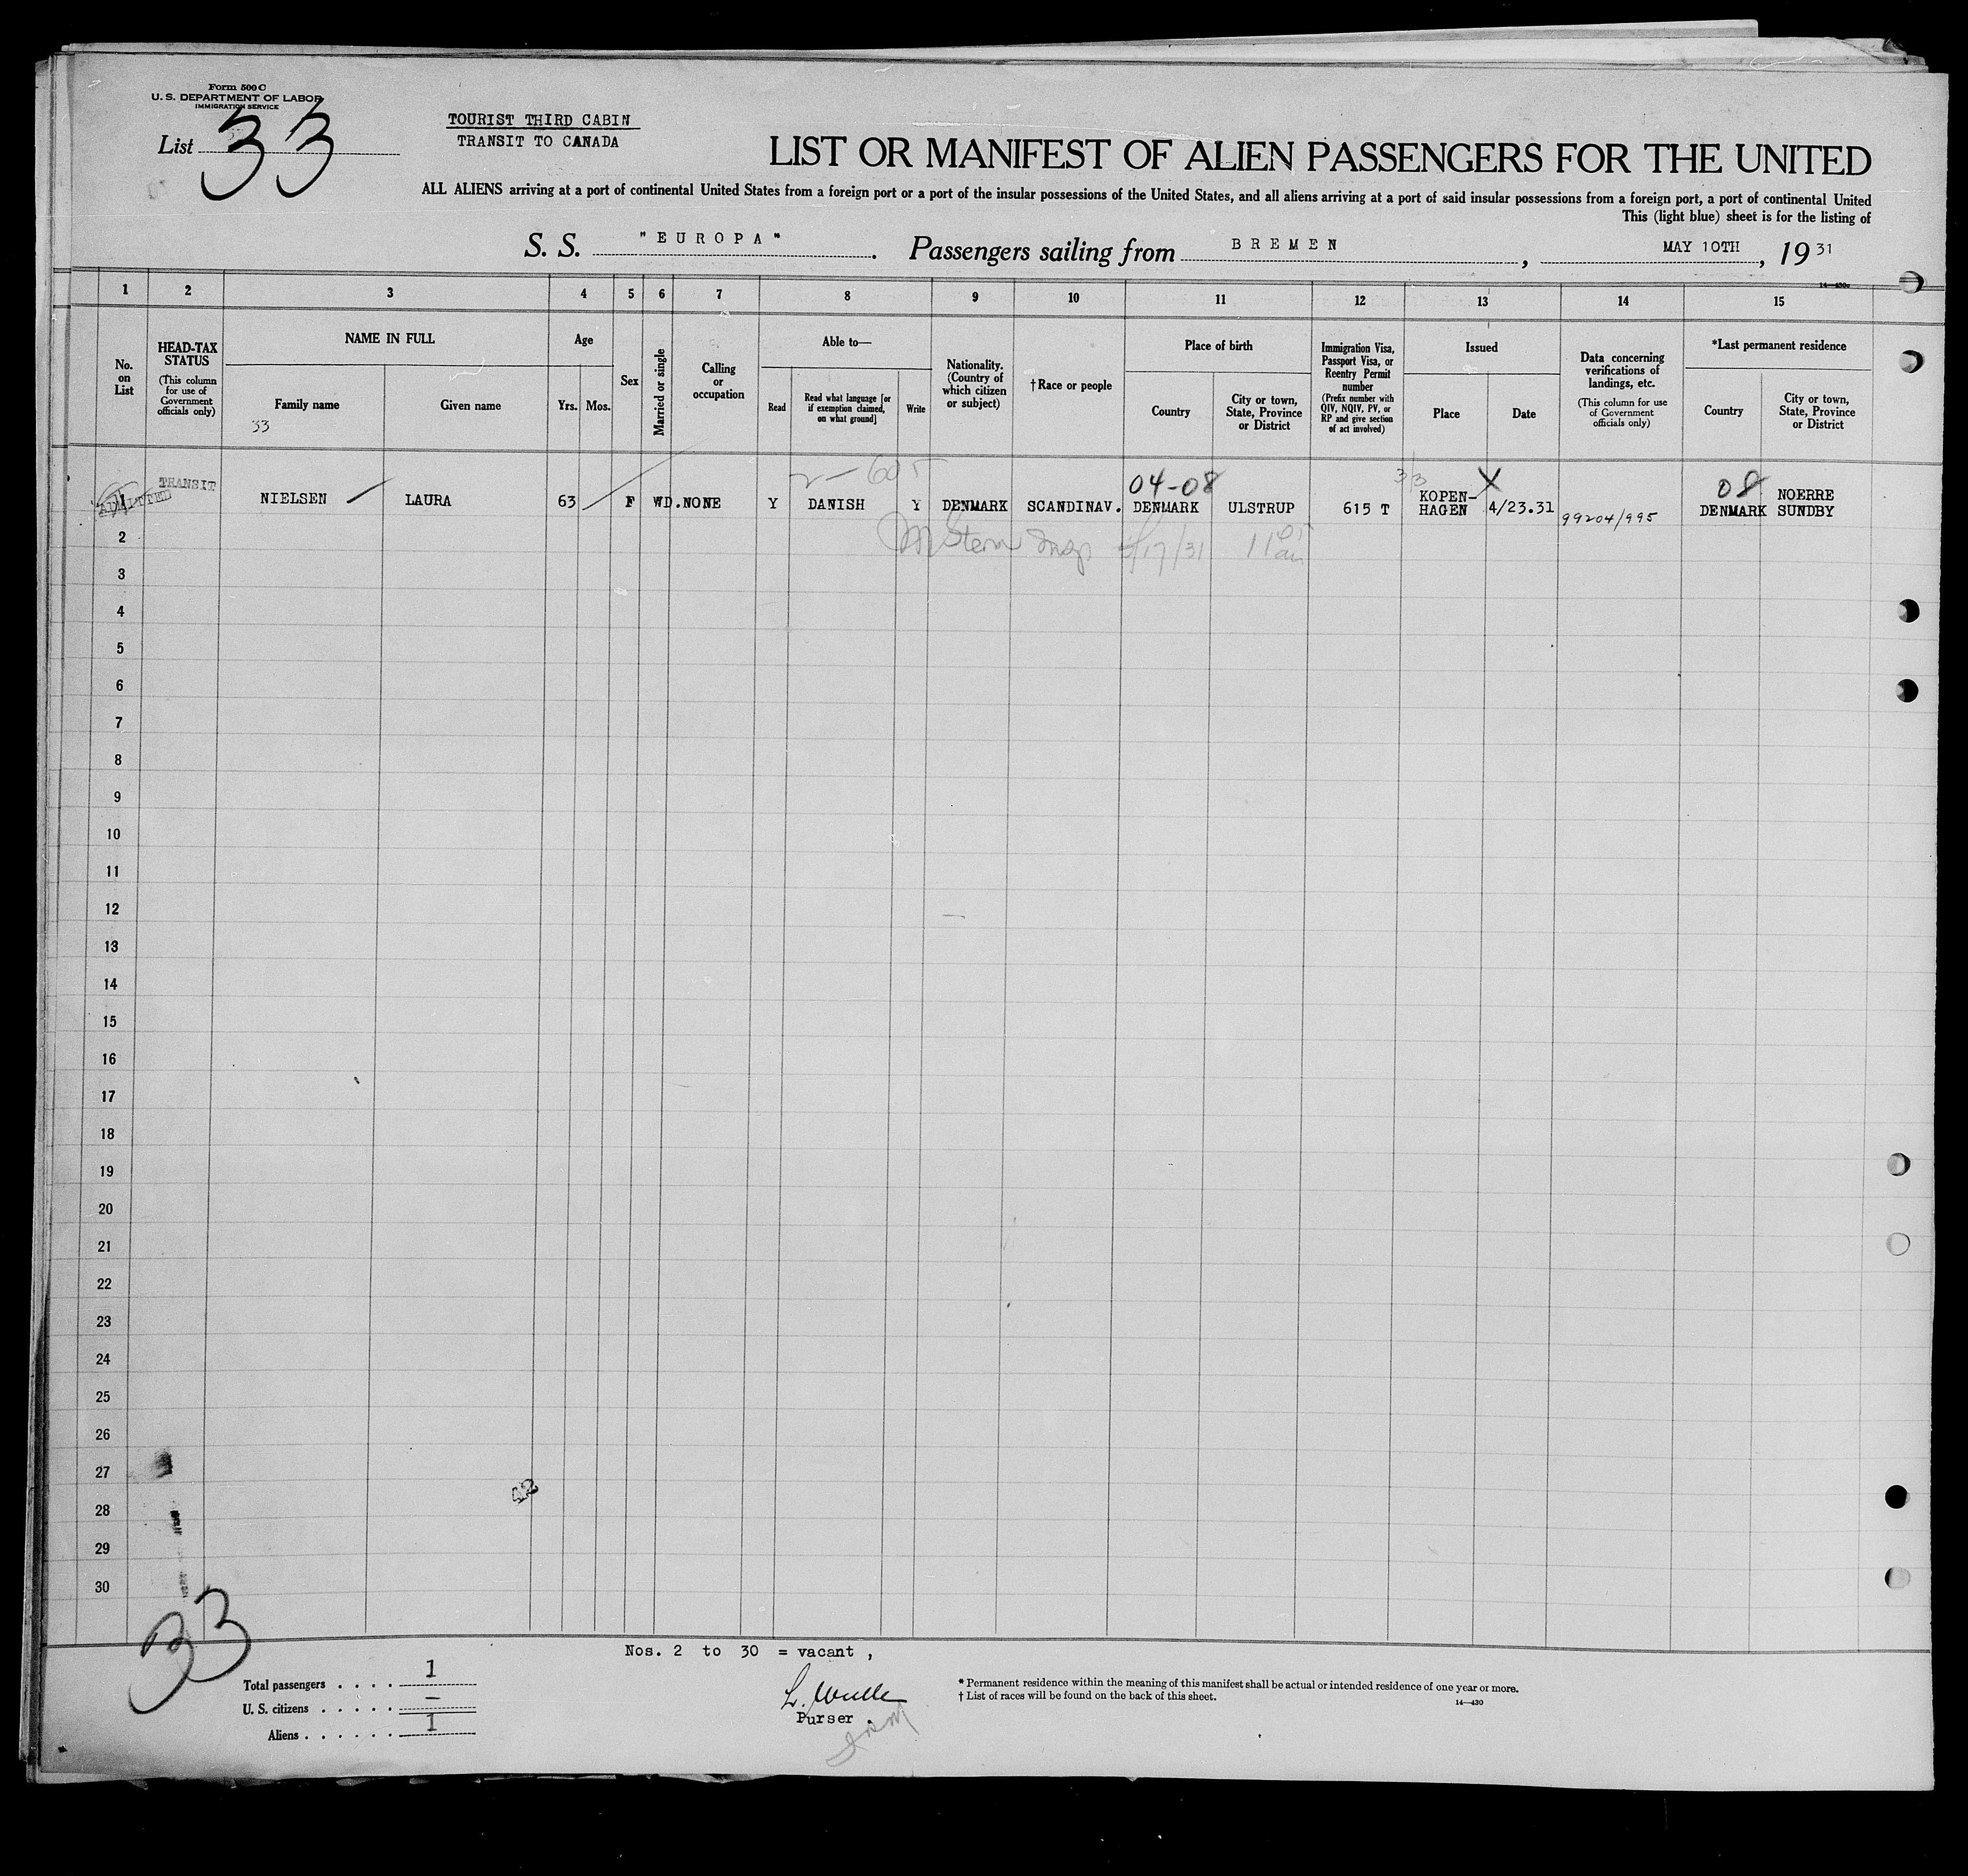 Form 500 C
U. S. DEPARTMENT OF LABOR
IMMIGRATION SERVICE
List 33
TOURIST THIRD CABIN
TRANSIT TO CANADA
LIST OR MANIFEST OF ALIEN PASSENGERS FOR THE UNITED
ALL ALIENS arriving at a port of continental United States from a foreign port or a port of the insular possessions of the United States, and all aliens arriving at a port of said insular possessions from a foreign port, a port of continental United
This (light blue) sheet is for the listing of
S. S. "EUROPA". Passengers sailing from BREMEN, MAY 10TH, 1931
14—430c
1 2 3 4 5 6 7 8 9 10 11 12 13 14 15
No. on List
HEAD-TAX STATUS (This column for use of Government officials only)
NAME IN FULL
Family name
33
Given name
Age
Yrs. Mos.
Sex
Married or single
Calling or occupation
Able to—
Read
Read what language [or if exemption claimed, on what ground]
Write
Nationality. (Country of which citizen or subject)
†Race or people
Place of birth
Country
City or town, State, Province or District
Immigration Visa, Passport Visa, or Reentry Permit number (Prefix number with QIV, NQIV, PV, or RP and give section of act involved)
Issued
Place
Date
Data concerning verifications of landings, etc. (This column for use of Government officials only)
*Last permanent residence
Country
City or town, State, Province or District
2—605
04-08
3/3
X
08
TRANSIT
ADMITTED
1 NIELSEN LAURA 63 F WD. NONE Y DANISH Y DENMARK SCANDINAV. DENMARK ULSTRUP 615 T KOPEN-HAGEN 4/23.31 99204/995 DENMARK NOERRE SUNDBY
Stern Insp 5/17/31 11
2
3
4
5
6
7
8
9
10
11
12
13
14
15
16
17
18
19
20
21
22
23
24
25
26
27
28
29
30
33
Nos. 2 to 30 = vacant,
Total passengers . . . . 1
U. S. citizens . . . . . —
Aliens . . . . . . 1
Purser.
* Permanent residence within the meaning of this manifest shall be actual or intended residence of one year or more.
† List of races will be found on the back of this sheet.
14—430